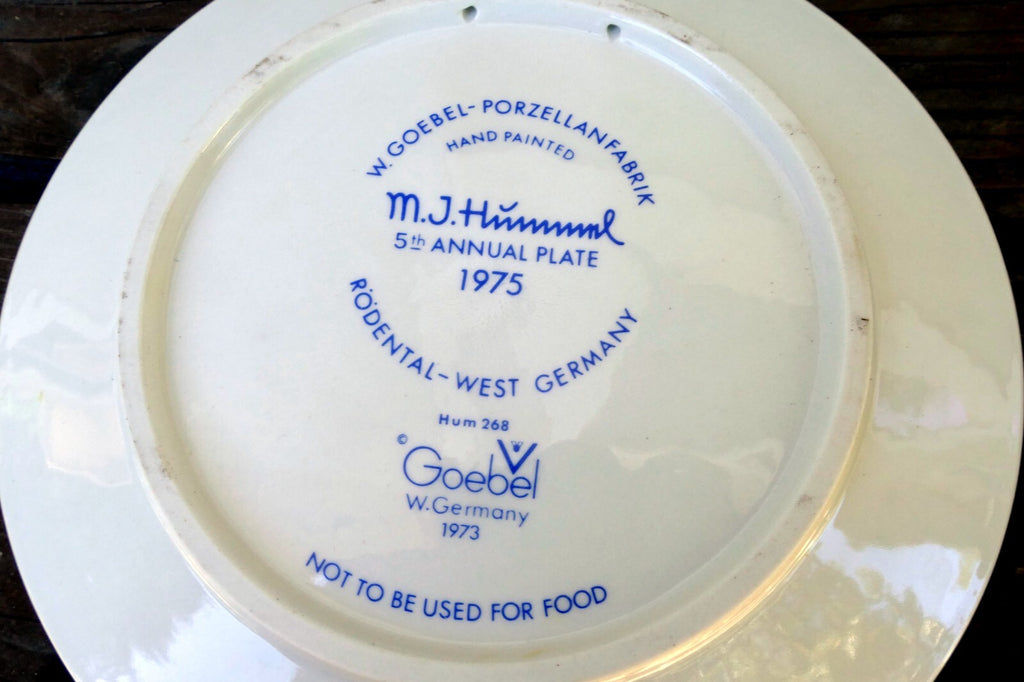 W. GOEBEL-PORZELLANFABRIK
HAND PAINTED
M.J.Hummel
5th ANNUAL PLATE
1975
RÖDENTAL-WEST GERMANY
Hum 268
© Goebel
W.Germany
1973
NOT TO BE USED FOR FOOD